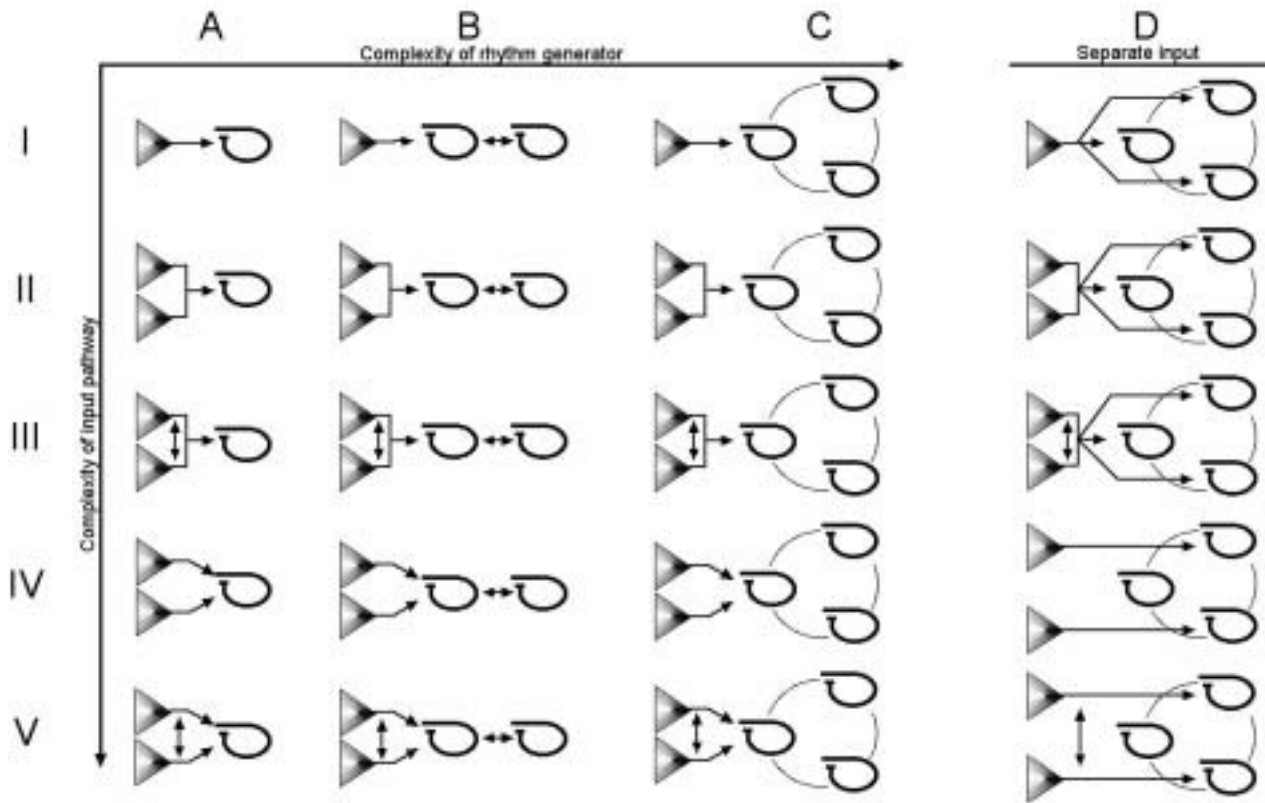 A B C D
Complexity of rhythm generator Separate input
I
II
III
IV
V
Complexity of input pathway